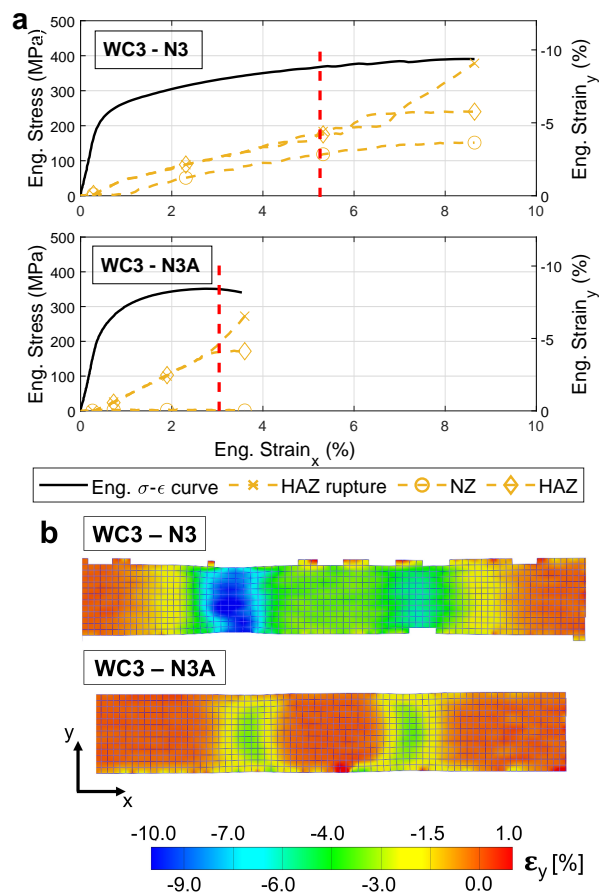 a
WC3 - N3
Eng. Stress (MPa)
500
400
300
200
100
0
Eng. Strain_y (%)
-10
-5
0
0 2 4 6 8 10
WC3 - N3A
Eng. Stress (MPa)
500
400
300
200
100
0
Eng. Strain_y (%)
-10
-5
0
0 2 4 6 8 10
Eng. Strain_x (%)
Eng. σ-ϵ curve HAZ rupture NZ HAZ
b
WC3 – N3
WC3 – N3A
y
x
-10.0 -7.0 -4.0 -1.5 1.0
-9.0 -6.0 -3.0 0.0
ε_y [%]